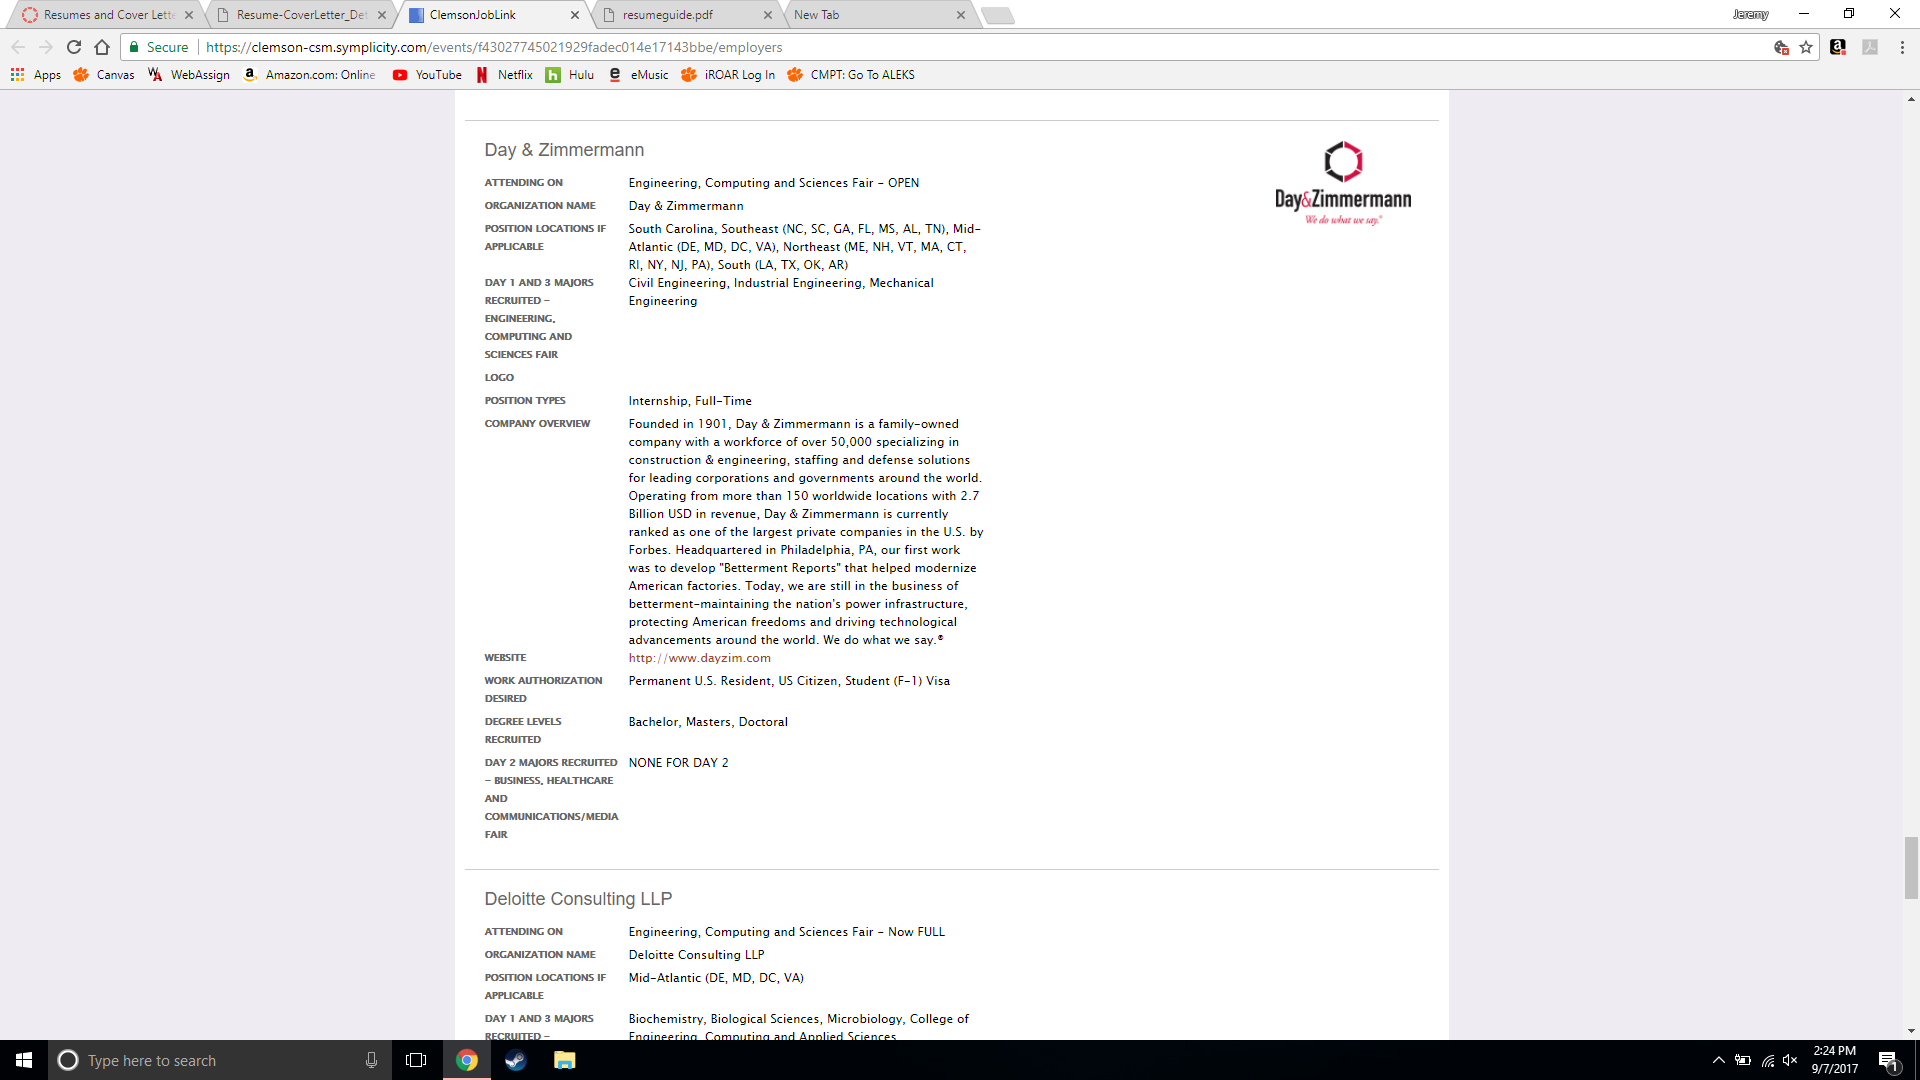 Resumes and Cover Lette
Resume-CoverLetter_Det
ClemsonJobLink
resumeguide.pdf
New Tab
Jeremy
Secure
https://clemson-csm.symplicity.com/events/f43027745021929fadec014e17143bbe/employers
Apps
Canvas
WebAssign
Amazon.com: Online
YouTube
Netflix
Hulu
eMusic
iROAR Log In
CMPT: Go To ALEKS
Day & Zimmermann
Day&Zimmermann
We do what we say.®
ATTENDING ON Engineering, Computing and Sciences Fair - OPEN
ORGANIZATION NAME Day & Zimmermann
POSITION LOCATIONS IF South Carolina, Southeast (NC, SC, GA, FL, MS, AL, TN), Mid-
APPLICABLE Atlantic (DE, MD, DC, VA), Northeast (ME, NH, VT, MA, CT,
RI, NY, NJ, PA), South (LA, TX, OK, AR)
DAY 1 AND 3 MAJORS Civil Engineering, Industrial Engineering, Mechanical
RECRUITED - Engineering
ENGINEERING,
COMPUTING AND
SCIENCES FAIR
LOGO
POSITION TYPES Internship, Full-Time
COMPANY OVERVIEW Founded in 1901, Day & Zimmermann is a family-owned
company with a workforce of over 50,000 specializing in
construction & engineering, staffing and defense solutions
for leading corporations and governments around the world.
Operating from more than 150 worldwide locations with 2.7
Billion USD in revenue, Day & Zimmermann is currently
ranked as one of the largest private companies in the U.S. by
Forbes. Headquartered in Philadelphia, PA, our first work
was to develop "Betterment Reports" that helped modernize
American factories. Today, we are still in the business of
betterment-maintaining the nation's power infrastructure,
protecting American freedoms and driving technological
advancements around the world. We do what we say.®
WEBSITE http://www.dayzim.com
WORK AUTHORIZATION Permanent U.S. Resident, US Citizen, Student (F-1) Visa
DESIRED
DEGREE LEVELS Bachelor, Masters, Doctoral
RECRUITED
DAY 2 MAJORS RECRUITED NONE FOR DAY 2
- BUSINESS, HEALTHCARE
AND
COMMUNICATIONS/MEDIA
FAIR
Deloitte Consulting LLP
ATTENDING ON Engineering, Computing and Sciences Fair - Now FULL
ORGANIZATION NAME Deloitte Consulting LLP
POSITION LOCATIONS IF Mid-Atlantic (DE, MD, DC, VA)
APPLICABLE
DAY 1 AND 3 MAJORS Biochemistry, Biological Sciences, Microbiology, College of
RECRUITED - Engineering, Computing and Applied Sciences
Type here to search
2:24 PM
9/7/2017
1